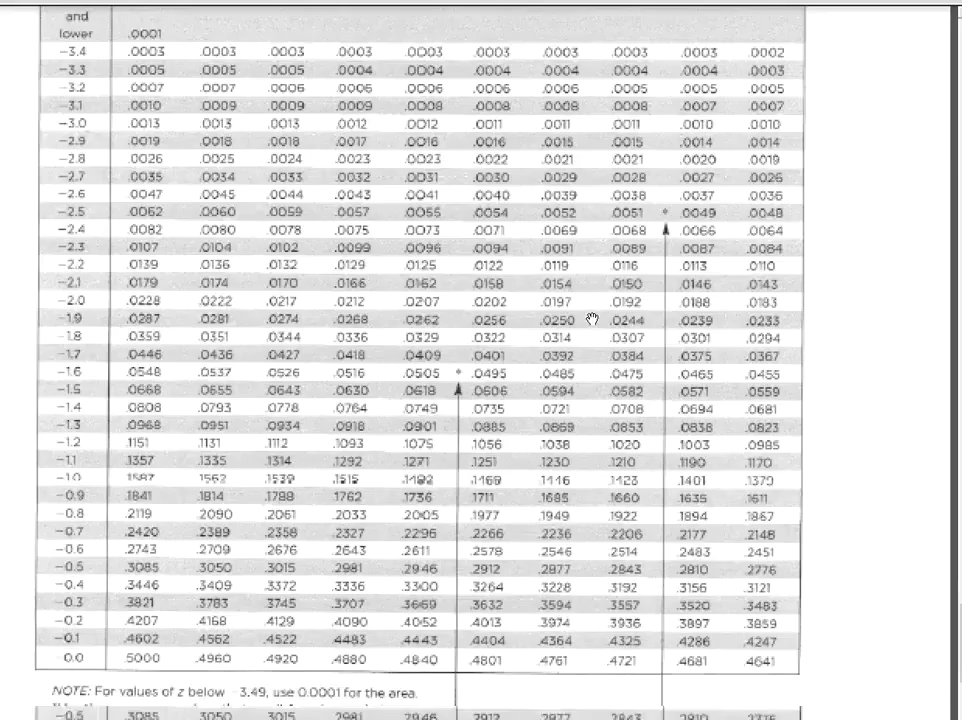 and
lower .0001
-3.4 .0003 .0003 .0003 .0003 .0003 .0003 .0003 .0003 .0003 .0002
-3.3 .0005 .0005 .0005 .0004 .0004 .0004 .0004 .0004 .0004 .0003
-3.2 .0007 .0007 .0006 .0006 .0006 .0006 .0006 .0005 .0005 .0005
-3.1 .0010 .0009 .0009 .0009 .0008 .0008 .0008 .0008 .0007 .0007
-3.0 .0013 .0013 .0013 .0012 .0012 .0011 .0011 .0011 .0010 .0010
-2.9 .0019 .0018 .0018 .0017 .0016 .0016 .0015 .0015 .0014 .0014
-2.8 .0026 .0025 .0024 .0023 .0023 .0022 .0021 .0021 .0020 .0019
-2.7 .0035 .0034 .0033 .0032 .0031 .0030 .0029 .0028 .0027 .0026
-2.6 .0047 .0045 .0044 .0043 .0041 .0040 .0039 .0038 .0037 .0036
-2.5 .0062 .0060 .0059 .0057 .0055 .0054 .0052 .0051 * .0049 .0048
-2.4 .0082 .0080 .0078 .0075 .0073 .0071 .0069 .0068 .0066 .0064
-2.3 .0107 .0104 .0102 .0099 .0096 .0094 .0091 .0089 .0087 .0084
-2.2 .0139 .0136 .0132 .0129 .0125 .0122 .0119 .0116 .0113 .0110
-2.1 .0179 .0174 .0170 .0166 .0162 .0158 .0154 .0150 .0146 .0143
-2.0 .0228 .0222 .0217 .0212 .0207 .0202 .0197 .0192 .0188 .0183
-1.9 .0287 .0281 .0274 .0268 .0262 .0256 .0250 .0244 .0239 .0233
-1.8 .0359 .0351 .0344 .0336 .0329 .0322 .0314 .0307 .0301 .0294
-1.7 .0446 .0436 .0427 .0418 .0409 .0401 .0392 .0384 .0375 .0367
-1.6 .0548 .0537 .0526 .0516 .0505 * .0495 .0485 .0475 .0465 .0455
-1.5 .0668 .0655 .0643 .0630 .0618 .0606 .0594 .0582 .0571 .0559
-1.4 .0808 .0793 .0778 .0764 .0749 .0735 .0721 .0708 .0694 .0681
-1.3 .0968 .0951 .0934 .0918 .0901 .0885 .0869 .0853 .0838 .0823
-1.2 .1151 .1131 .1112 .1093 .1075 .1056 .1038 .1020 .1003 .0985
-1.1 .1357 .1335 .1314 .1292 .1271 .1251 .1230 .1210 .1190 .1170
-1.0 .1587 .1562 .1539 .1515 .1492 .1469 .1446 .1423 .1401 .1379
-0.9 .1841 .1814 .1788 .1762 .1736 .1711 .1685 .1660 .1635 .1611
-0.8 .2119 .2090 .2061 .2033 .2005 .1977 .1949 .1922 .1894 .1867
-0.7 .2420 .2389 .2358 .2327 .2296 .2266 .2236 .2206 .2177 .2148
-0.6 .2743 .2709 .2676 .2643 .2611 .2578 .2546 .2514 .2483 .2451
-0.5 .3085 .3050 .3015 .2981 .2946 .2912 .2877 .2843 .2810 .2776
-0.4 .3446 .3409 .3372 .3336 .3300 .3264 .3228 .3192 .3156 .3121
-0.3 .3821 .3783 .3745 .3707 .3669 .3632 .3594 .3557 .3520 .3483
-0.2 .4207 .4168 .4129 .4090 .4052 .4013 .3974 .3936 .3897 .3859
-0.1 .4602 .4562 .4522 .4483 .4443 .4404 .4364 .4325 .4286 .4247
0.0 .5000 .4960 .4920 .4880 .4840 .4801 .4761 .4721 .4681 .4641
NOTE: For values of z below -3.49, use 0.0001 for the area.
-0.5 .3085 .3050 .3015 .2981 .2946 .2912 .2877 .2843 .2810 .2776